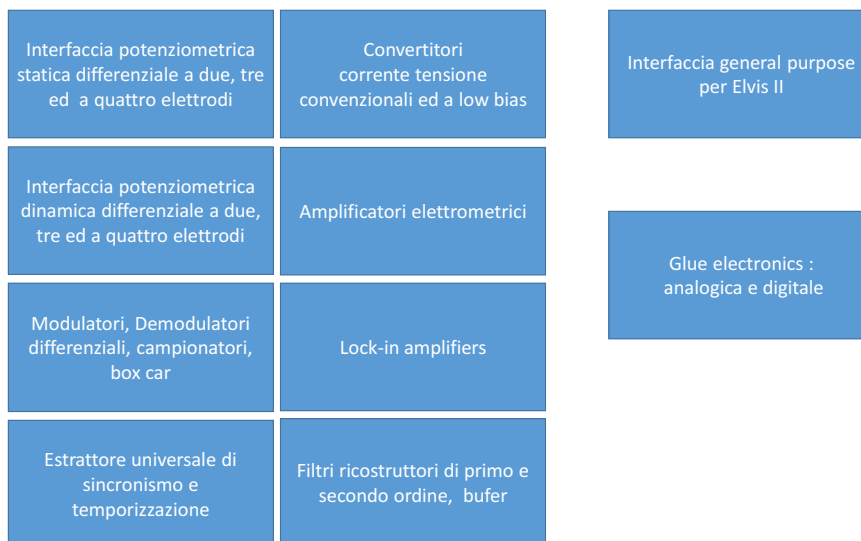 Interfaccia potenziometrica
statica differenziale a due, tre
ed a quattro elettrodi
Convertitori
corrente tensione
convenzionali ed a low bias
Interfaccia general purpose
per Elvis II
Interfaccia potenziometrica
dinamica differenziale a due,
tre ed a quattro elettrodi
Amplificatori elettrometrici
Glue electronics :
analogica e digitale
Modulatori, Demodulatori
differenziali, campionatori,
box car
Lock-in amplifiers
Estrattore universale di
sincronismo e
temporizzazione
Filtri ricostruttori di primo e
secondo ordine, bufer